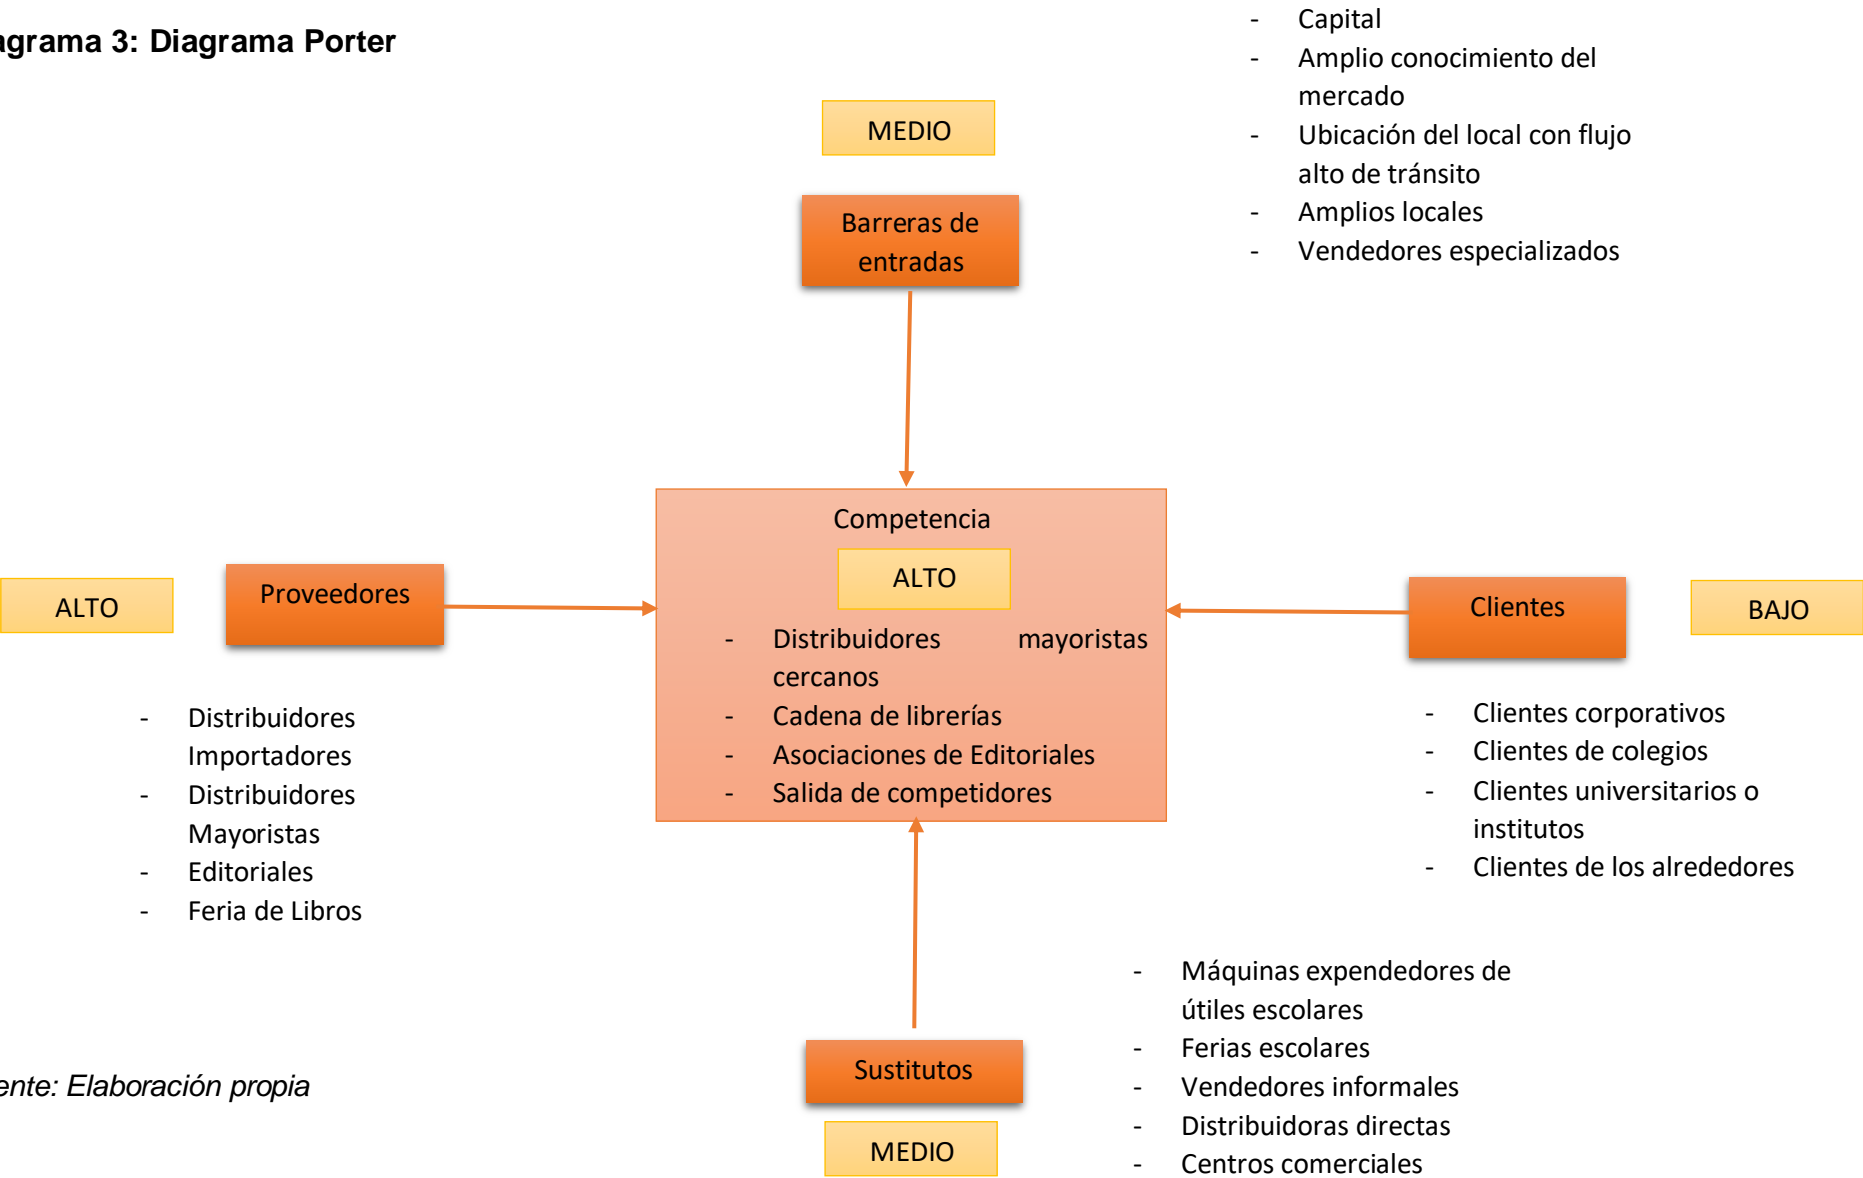 agrama 3: Diagrama Porter
- Capital
- Amplio conocimiento del
mercado
- Ubicación del local con flujo
alto de tránsito
- Amplios locales
- Vendedores especializados
MEDIO
Barreras de
entradas
Competencia
ALTO
- Distribuidores mayoristas
cercanos
- Cadena de librerías
- Asociaciones de Editoriales
- Salida de competidores
ALTO
Proveedores
- Distribuidores
Importadores
- Distribuidores
Mayoristas
- Editoriales
- Feria de Libros
Clientes
BAJO
- Clientes corporativos
- Clientes de colegios
- Clientes universitarios o
institutos
- Clientes de los alrededores
Sustitutos
MEDIO
- Máquinas expendedores de
útiles escolares
- Ferias escolares
- Vendedores informales
- Distribuidoras directas
- Centros comerciales
ente: Elaboración propia